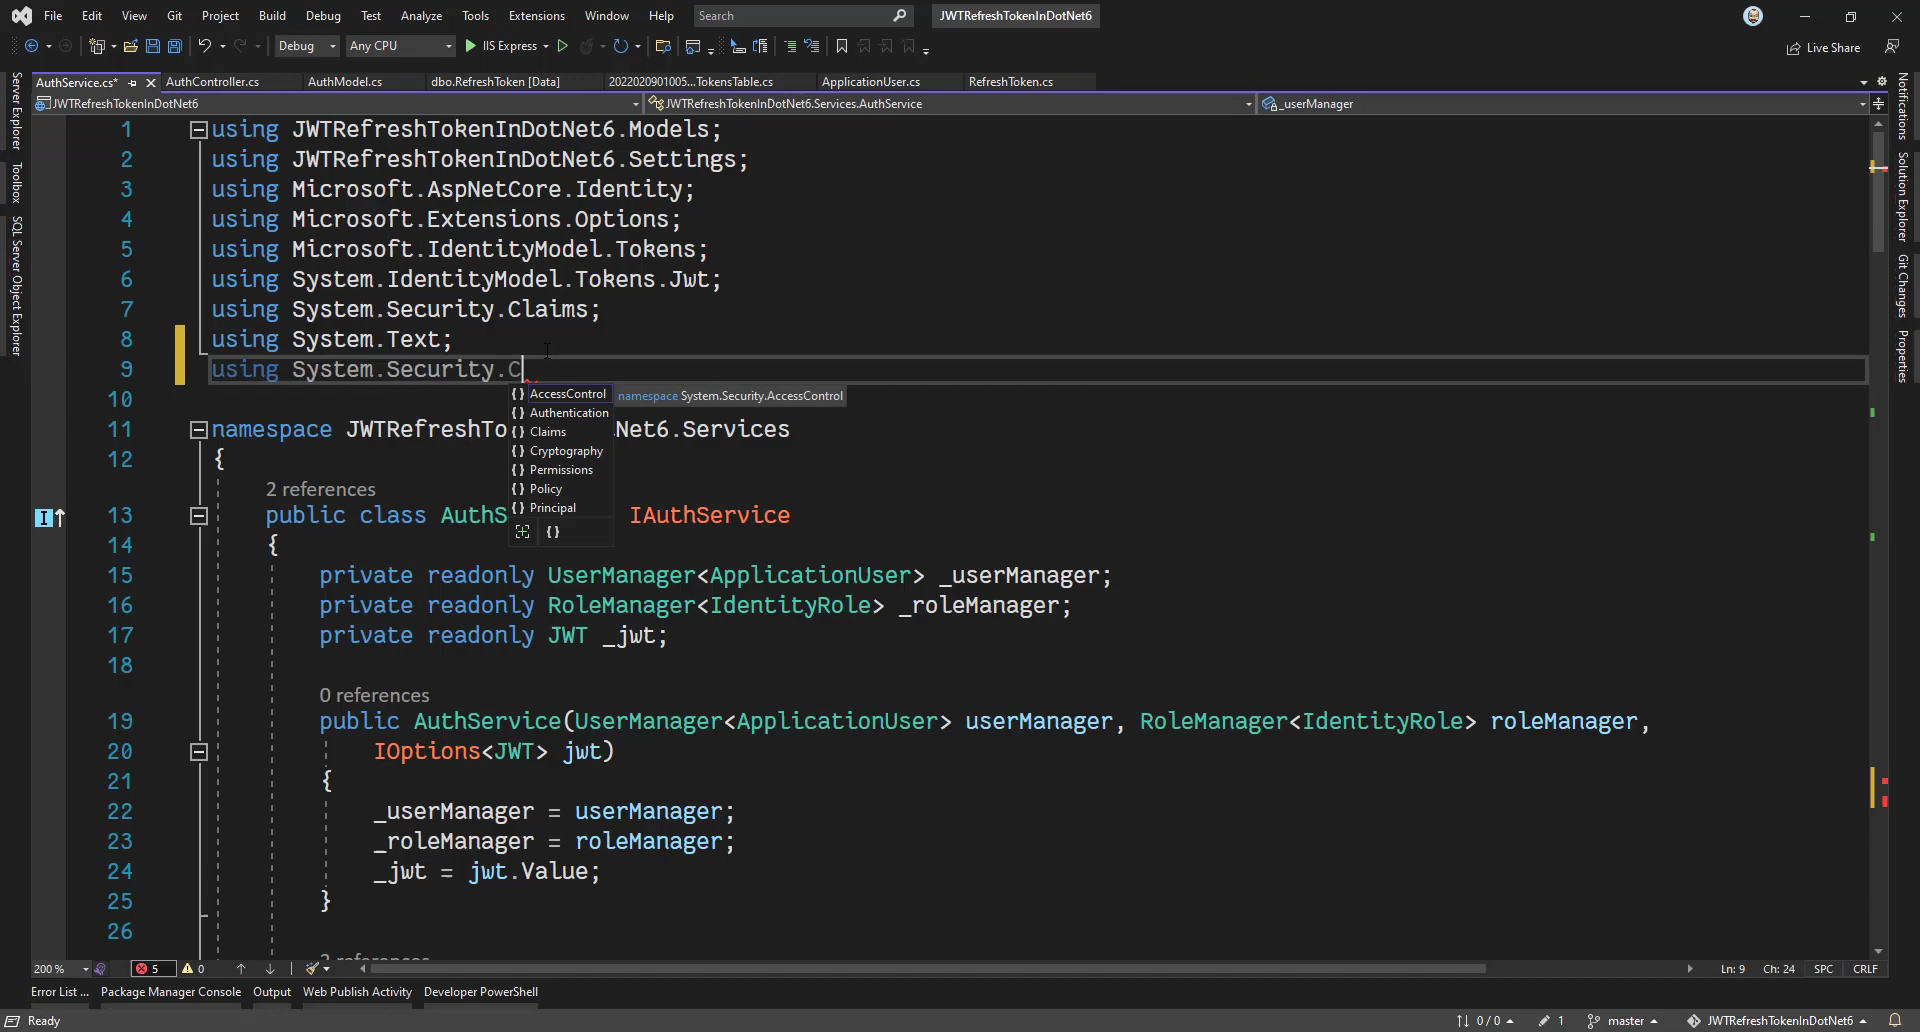 File Edit View Git Project Build Debug Test Analyze Tools Extensions Window Help Search JWTRefreshTokenInDotNet6
Debug Any CPU IIS Express Live Share
AuthService.cs* AuthController.cs AuthModel.cs dbo.RefreshToken [Data] 2022020901005...TokensTable.cs ApplicationUser.cs RefreshToken.cs
JWTRefreshTokenInDotNet6 JWTRefreshTokenInDotNet6.Services.AuthService _userManager
Server Explorer
Toolbox
SQL Server Object Explorer
1 using JWTRefreshTokenInDotNet6.Models;
2 using JWTRefreshTokenInDotNet6.Settings;
3 using Microsoft.AspNetCore.Identity;
4 using Microsoft.Extensions.Options;
5 using Microsoft.IdentityModel.Tokens;
6 using System.IdentityModel.Tokens.Jwt;
7 using System.Security.Claims;
8 using System.Text;
9 using System.Security.C
{ } AccessControl namespace System.Security.AccessControl
{ } Authentication
{ } Claims
{ } Cryptography
{ } Permissions
{ } Policy
{ } Principal
{ }
10
11 namespace JWTRefreshTo Net6.Services
12 {
2 references
13 public class AuthS IAuthService
14 {
15 private readonly UserManager<ApplicationUser> _userManager;
16 private readonly RoleManager<IdentityRole> _roleManager;
17 private readonly JWT _jwt;
18
0 references
19 public AuthService(UserManager<ApplicationUser> userManager, RoleManager<IdentityRole> roleManager,
20 IOptions<JWT> jwt)
21 {
22 _userManager = userManager;
23 _roleManager = roleManager;
24 _jwt = jwt.Value;
25 }
26
Notifications
Solution Explorer
Git Changes
Properties
200 % 5 0 Ln: 9 Ch: 24 SPC CRLF
Error List ... Package Manager Console Output Web Publish Activity Developer PowerShell
Ready 0 / 0 1 master JWTRefreshTokenInDotNet6